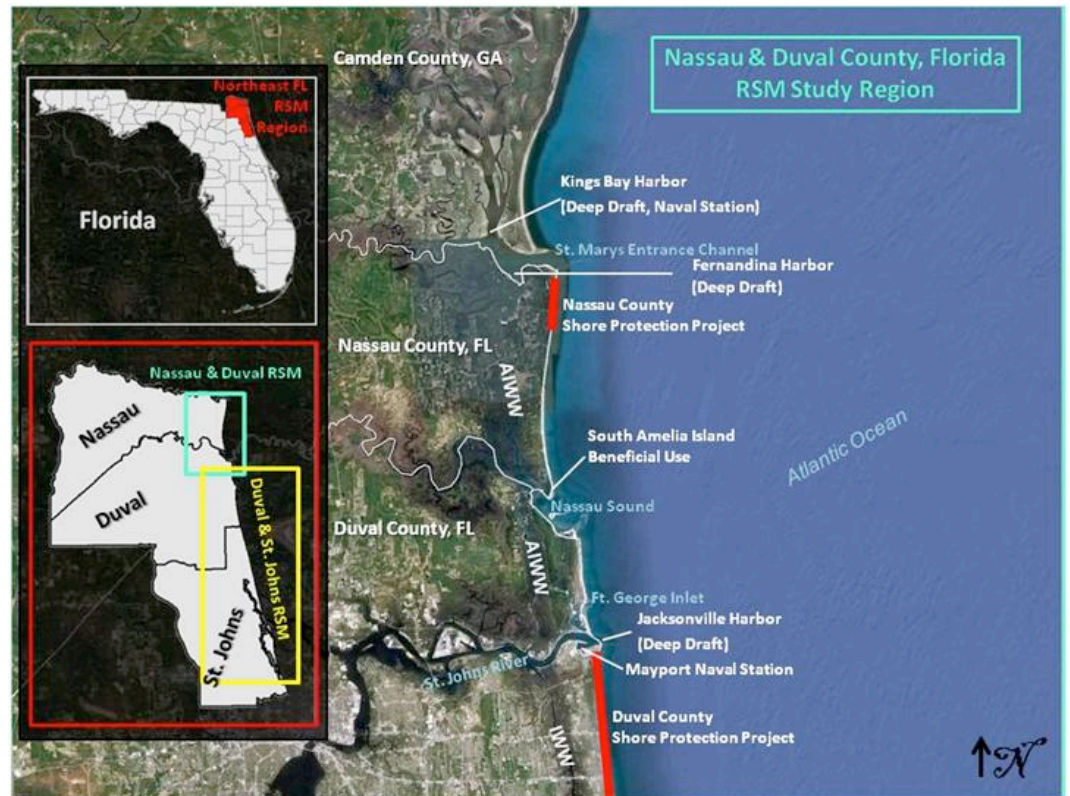 Nassau & Duval County, Florida
RSM Study Region
Northeast FL
RSM
Region
Florida
Nassau & Duval RSM
Nassau
Duval
St. Johns
Duval & St. Johns RSM
Camden County, GA
Kings Bay Harbor
(Deep Draft, Naval Station)
St. Marys Entrance Channel
Fernandina Harbor
(Deep Draft)
Nassau County
Shore Protection Project
Nassau County, FL
AIWW
South Amelia Island
Beneficial Use
Nassau Sound
Atlantic Ocean
Duval County, FL
AIWW
Ft. George Inlet
Jacksonville Harbor
(Deep Draft)
Mayport Naval Station
St. Johns River
Duval County
Shore Protection Project
IWW
N